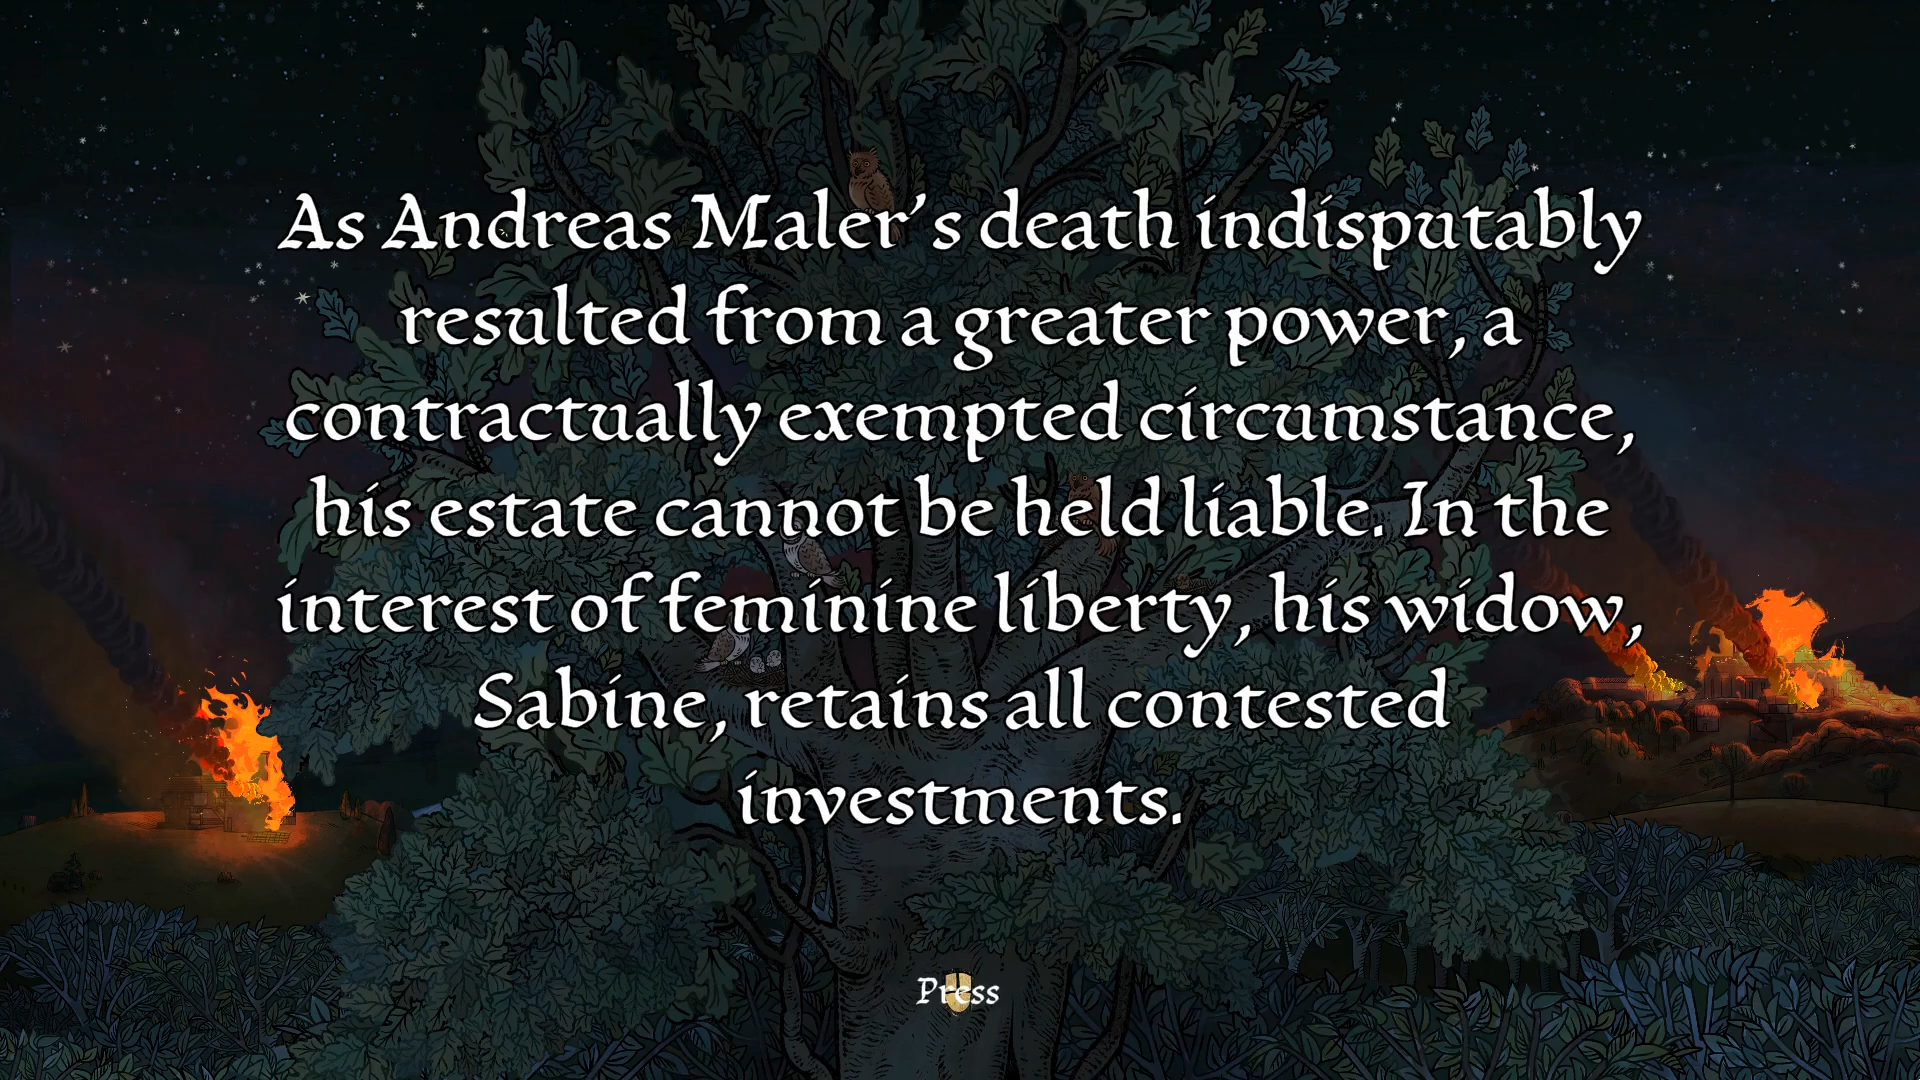 As Andreas Maler's death indisputably
resulted from a greater power, a
contractually exempted circumstance,
his estate cannot be held liable. In the
interest of feminine liberty, his widow,
Sabine, retains all contested
investments.
Press